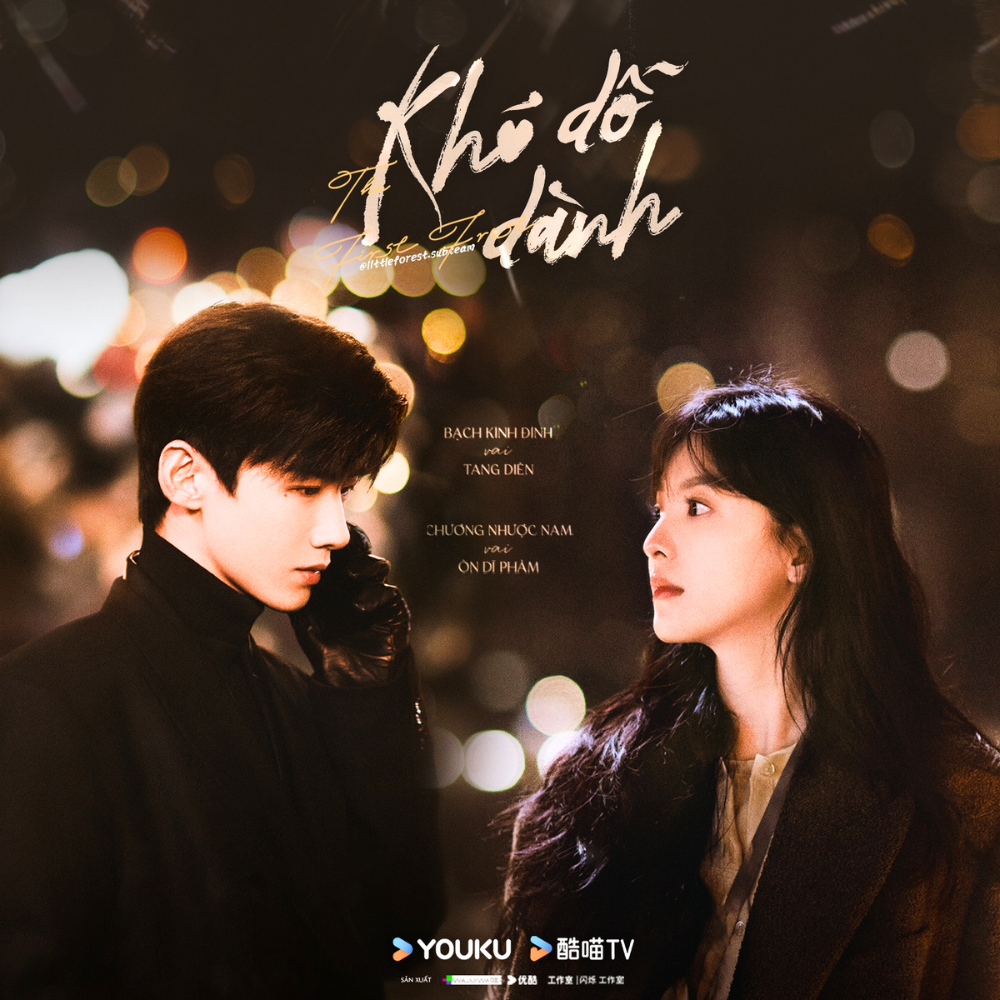 Khó dỗ
dành
The
First Fros
@littleforest.subteam
BẠCH KINH ĐÌNH
vai
TANG DIÊN
CHƯƠNG NHƯỢC NAM
vai
ÔN DĨ PHÀM
YOUKU 酷喵TV
SẢN XUẤT 优酷 工作室 | 闪烁 工作室